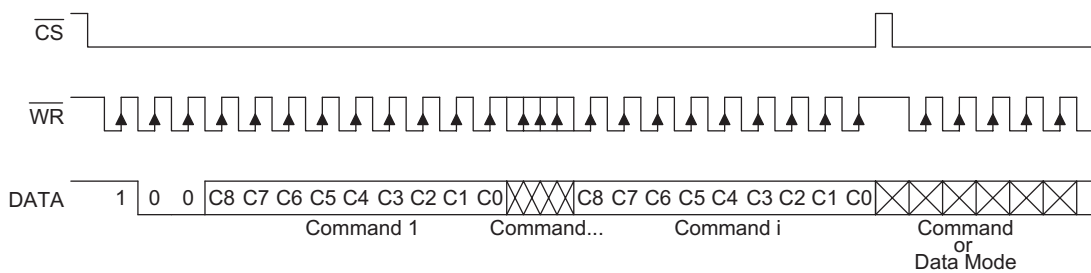 CS
WR
DATA 1 0 0 C8 C7 C6 C5 C4 C3 C2 C1 C0 C8 C7 C6 C5 C4 C3 C2 C1 C0
Command 1 Command... Command i Command
or
Data Mode